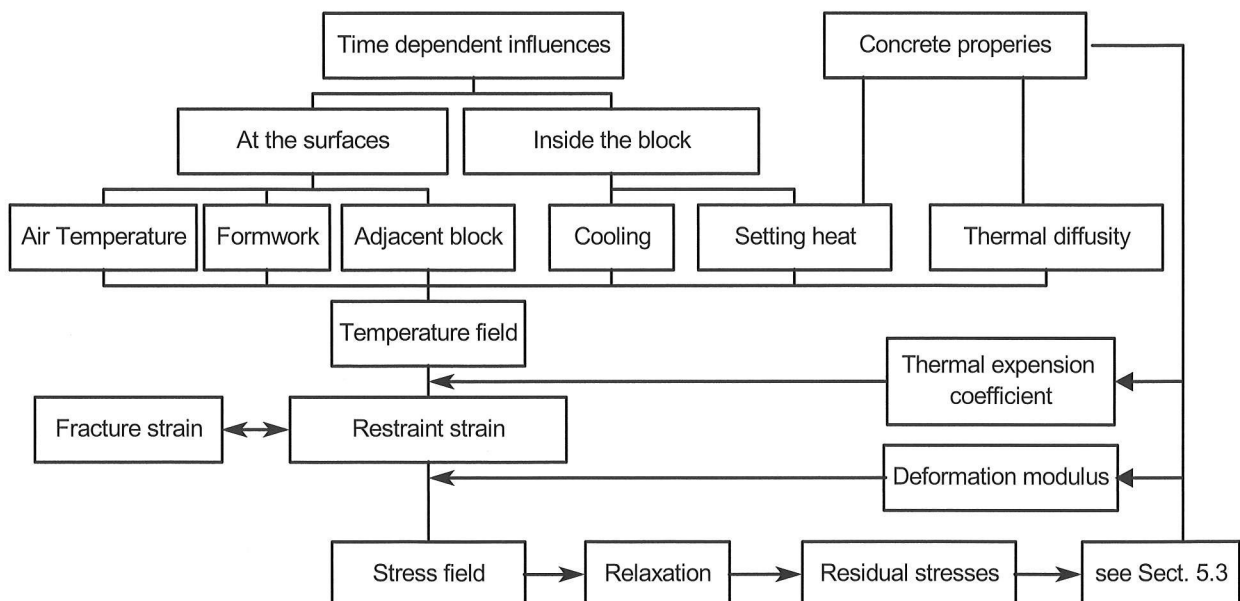 Time dependent influences
Concrete properies
At the surfaces
Inside the block
Air Temperature
Formwork
Adjacent block
Cooling
Setting heat
Thermal diffusity
Temperature field
Thermal expension
coefficient
Fracture strain
Restraint strain
Deformation modulus
Stress field
Relaxation
Residual stresses
see Sect. 5.3